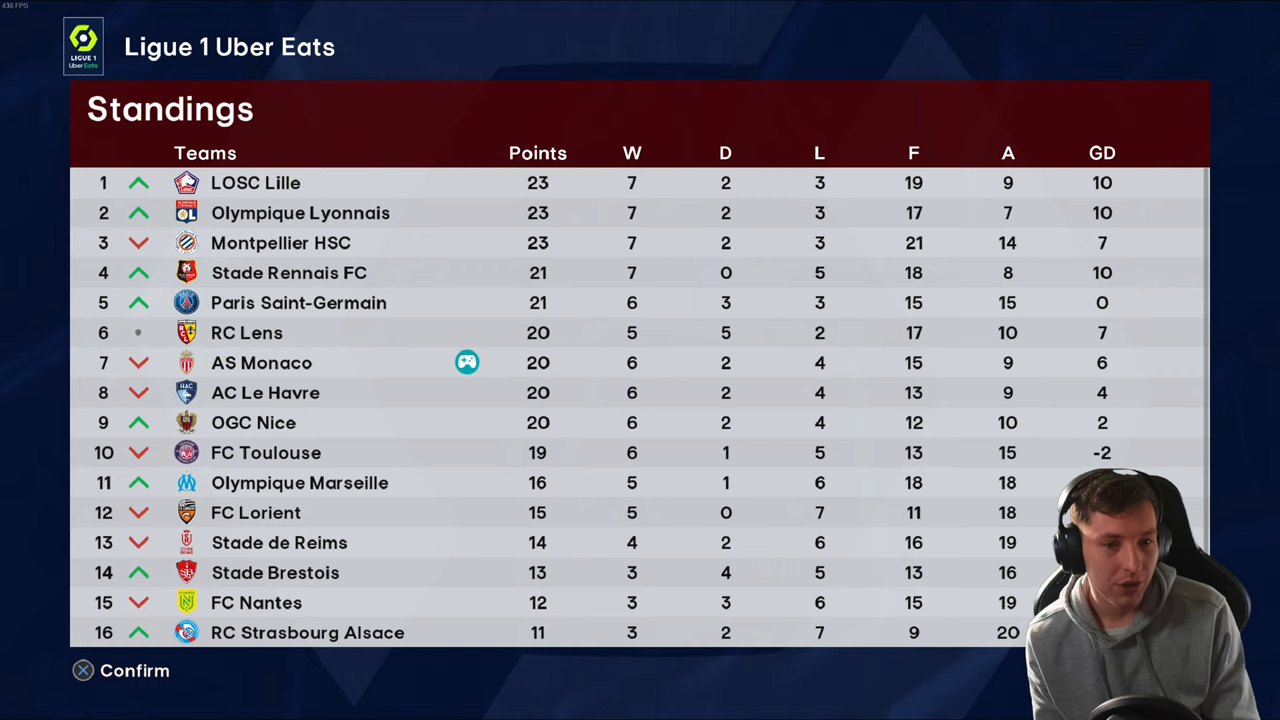 438 FPS
LIGUE 1
Uber Eats
Ligue 1 Uber Eats
Standings
Teams Points W D L F A GD
1 LOSC Lille 23 7 2 3 19 9 10
2 Olympique Lyonnais 23 7 2 3 17 7 10
3 Montpellier HSC 23 7 2 3 21 14 7
4 Stade Rennais FC 21 7 0 5 18 8 10
5 Paris Saint-Germain 21 6 3 3 15 15 0
6 RC Lens 20 5 5 2 17 10 7
7 AS Monaco 20 6 2 4 15 9 6
8 AC Le Havre 20 6 2 4 13 9 4
9 OGC Nice 20 6 2 4 12 10 2
10 FC Toulouse 19 6 1 5 13 15 -2
11 Olympique Marseille 16 5 1 6 18 18
12 FC Lorient 15 5 0 7 11 18
13 Stade de Reims 14 4 2 6 16 19
14 Stade Brestois 13 3 4 5 13 16
15 FC Nantes 12 3 3 6 15 19
16 RC Strasbourg Alsace 11 3 2 7 9 20
Confirm